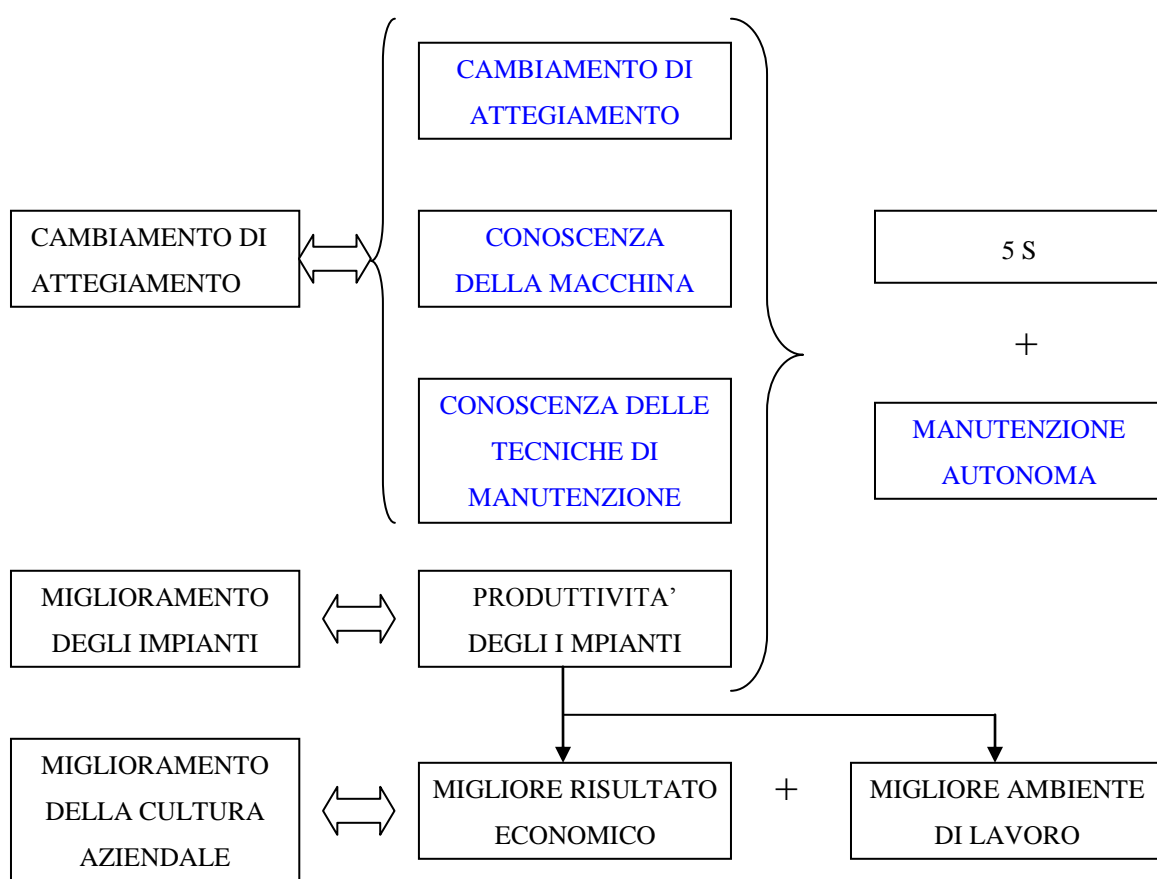 CAMBIAMENTO DI
ATTEGIAMENTO
CAMBIAMENTO DI
ATTEGIAMENTO
CONOSCENZA
DELLA MACCHINA
CONOSCENZA DELLE
TECNICHE DI
MANUTENZIONE
5 S
+
MANUTENZIONE
AUTONOMA
MIGLIORAMENTO
DEGLI IMPIANTI
PRODUTTIVITA’
DEGLI I MPIANTI
MIGLIORAMENTO
DELLA CULTURA
AZIENDALE
MIGLIORE RISULTATO
ECONOMICO
+
MIGLIORE AMBIENTE
DI LAVORO